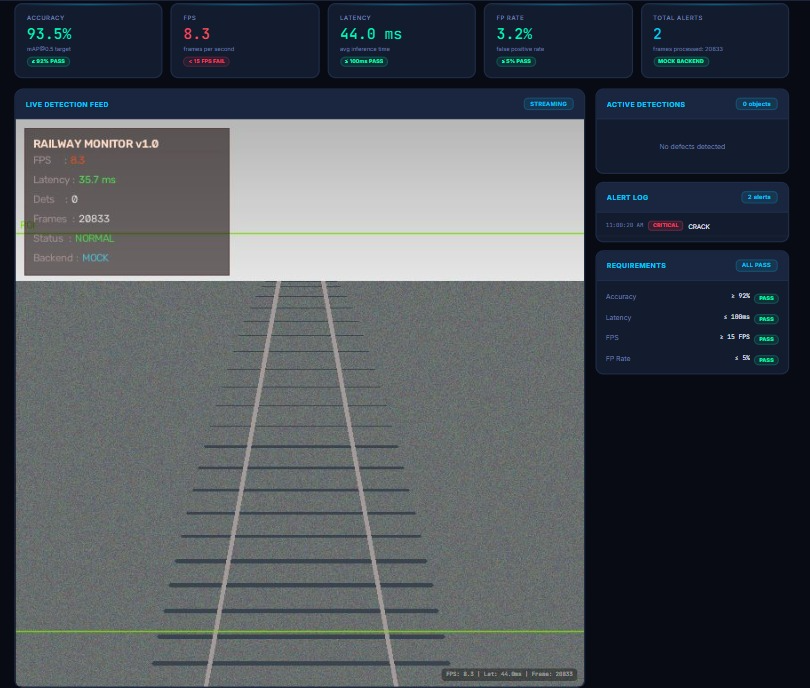 ACCURACY
93.5%
mAP@0.5 target
≥ 92% PASS
FPS
8.3
frames per second
< 15 FPS FAIL
LATENCY
44.0 ms
avg inference time
≤ 100ms PASS
FP RATE
3.2%
false positive rate
≤ 5% PASS
TOTAL ALERTS
2
frames processed: 20833
MOCK BACKEND
LIVE DETECTION FEED
STREAMING
RAILWAY MONITOR v1.0
FPS : 8.3
Latency : 35.7 ms
Dets : 0
Frames : 20833
Status : NORMAL
Backend : MOCK
FPS: 8.3 | Lat: 44.0ms | Frame: 20833
ACTIVE DETECTIONS
0 objects
No defects detected
ALERT LOG
2 alerts
11:00:20 AM CRITICAL CRACK
REQUIREMENTS
ALL PASS
Accuracy ≥ 92% PASS
Latency ≤ 100ms PASS
FPS ≥ 15 FPS PASS
FP Rate ≤ 5% PASS